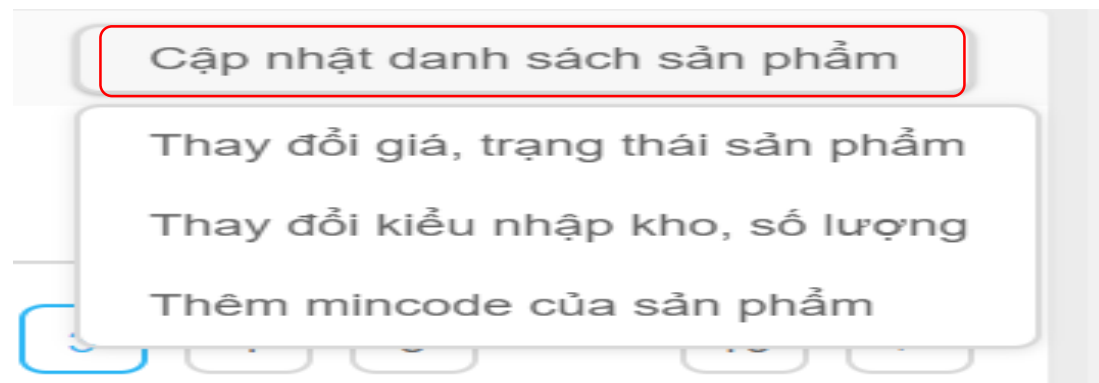 Cập nhật danh sách sản phẩm
Thay đổi giá, trạng thái sản phẩm
Thay đổi kiểu nhập kho, số lượng
Thêm mincode của sản phẩm